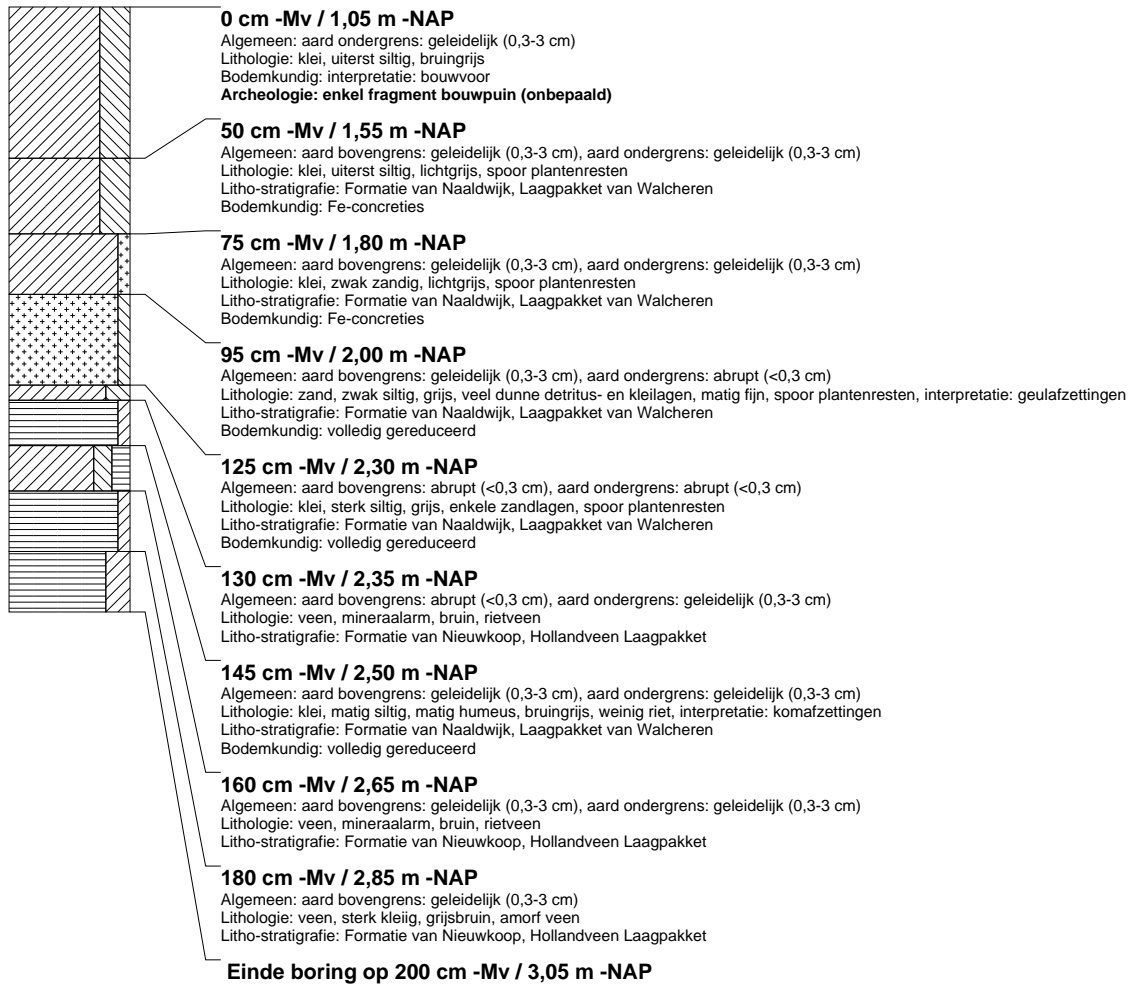 0 cm -Mv / 1,05 m -NAP
Algemeen: aard ondergrens: geleidelijk (0,3-3 cm)
Lithologie: klei, uiterst siltig, bruingrijs
Bodemkundig: interpretatie: bouwvoor
Archeologie: enkel fragment bouwpuin (onbepaald)
50 cm -Mv / 1,55 m -NAP
Algemeen: aard bovengrens: geleidelijk (0,3-3 cm), aard ondergrens: geleidelijk (0,3-3 cm)
Lithologie: klei, uiterst siltig, lichtgrijs, spoor plantenresten
Litho-stratigrafie: Formatie van Naaldwijk, Laagpakket van Walcheren
Bodemkundig: Fe-concreties
75 cm -Mv / 1,80 m -NAP
Algemeen: aard bovengrens: geleidelijk (0,3-3 cm), aard ondergrens: geleidelijk (0,3-3 cm)
Lithologie: klei, zwak zandig, lichtgrijs, spoor plantenresten
Litho-stratigrafie: Formatie van Naaldwijk, Laagpakket van Walcheren
Bodemkundig: Fe-concreties
95 cm -Mv / 2,00 m -NAP
Algemeen: aard bovengrens: geleidelijk (0,3-3 cm), aard ondergrens: abrupt (<0,3 cm)
Lithologie: zand, zwak siltig, grijs, veel dunne detritus- en kleilagen, matig fijn, spoor plantenresten, interpretatie: geulafzettingen
Litho-stratigrafie: Formatie van Naaldwijk, Laagpakket van Walcheren
Bodemkundig: volledig gereduceerd
125 cm -Mv / 2,30 m -NAP
Algemeen: aard bovengrens: abrupt (<0,3 cm), aard ondergrens: abrupt (<0,3 cm)
Lithologie: klei, sterk siltig, grijs, enkele zandlagen, spoor plantenresten
Litho-stratigrafie: Formatie van Naaldwijk, Laagpakket van Walcheren
Bodemkundig: volledig gereduceerd
130 cm -Mv / 2,35 m -NAP
Algemeen: aard bovengrens: abrupt (<0,3 cm), aard ondergrens: geleidelijk (0,3-3 cm)
Lithologie: veen, mineraalarm, bruin, rietveen
Litho-stratigrafie: Formatie van Nieuwkoop, Hollandveen Laagpakket
145 cm -Mv / 2,50 m -NAP
Algemeen: aard bovengrens: geleidelijk (0,3-3 cm), aard ondergrens: geleidelijk (0,3-3 cm)
Lithologie: klei, matig siltig, matig humeus, bruingrijs, weinig riet, interpretatie: komafzettingen
Litho-stratigrafie: Formatie van Naaldwijk, Laagpakket van Walcheren
Bodemkundig: volledig gereduceerd
160 cm -Mv / 2,65 m -NAP
Algemeen: aard bovengrens: geleidelijk (0,3-3 cm), aard ondergrens: geleidelijk (0,3-3 cm)
Lithologie: veen, mineraalarm, bruin, rietveen
Litho-stratigrafie: Formatie van Nieuwkoop, Hollandveen Laagpakket
180 cm -Mv / 2,85 m -NAP
Algemeen: aard bovengrens: geleidelijk (0,3-3 cm)
Lithologie: veen, sterk kleiig, grijsbruin, amorf veen
Litho-stratigrafie: Formatie van Nieuwkoop, Hollandveen Laagpakket
Einde boring op 200 cm -Mv / 3,05 m -NAP